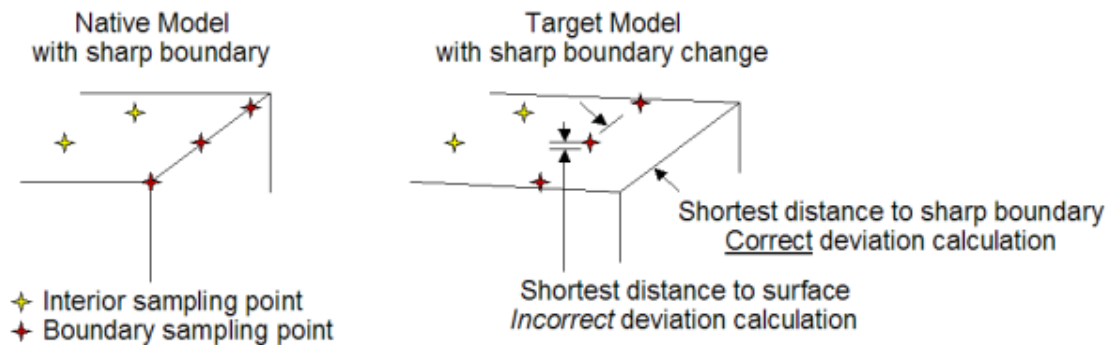 Native Model
with sharp boundary
Target Model
with sharp boundary change
Shortest distance to sharp boundary
Correct deviation calculation
Shortest distance to surface
Incorrect deviation calculation
Interior sampling point
Boundary sampling point